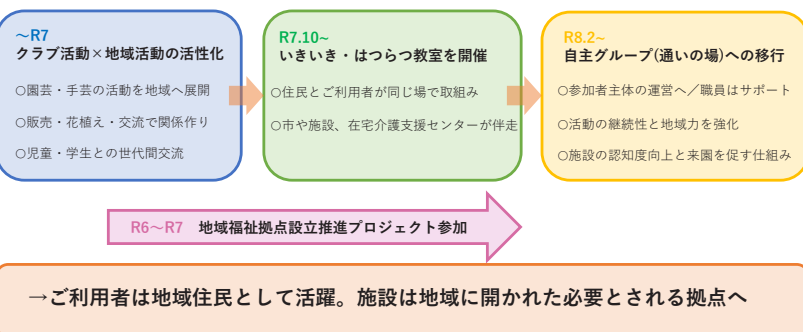 ～R7
クラブ活動×地域活動の活性化
○園芸・手芸の活動を地域へ展開
○販売・花植え・交流で関係作り
○児童・学生との世代間交流
R7.10~
いきいき・はつらつ教室を開催
○住民とご利用者が同じ場で取組み
○市や施設、在宅介護支援センターが伴走
R8.2~
自主グループ(通いの場)への移行
○参加者主体の運営へ／職員はサポート
○活動の継続性と地域力を強化
○施設の認知度向上と来園を促す仕組み
R6～R7 地域福祉拠点設立推進プロジェクト参加
→ご利用者は地域住民として活躍。施設は地域に開かれた必要とされる拠点へ